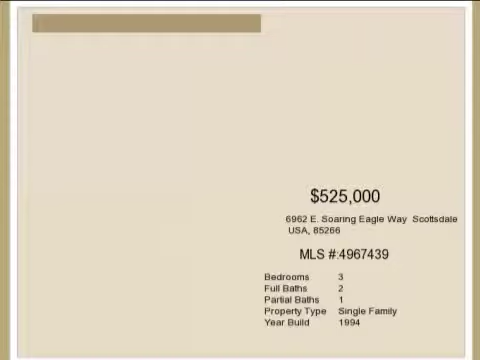 $525,000
6962 E. Soaring Eagle Way Scottsdale
USA, 85266
MLS #:4967439
Bedrooms 3
Full Baths 2
Partial Baths 1
Property Type Single Family
Year Build 1994